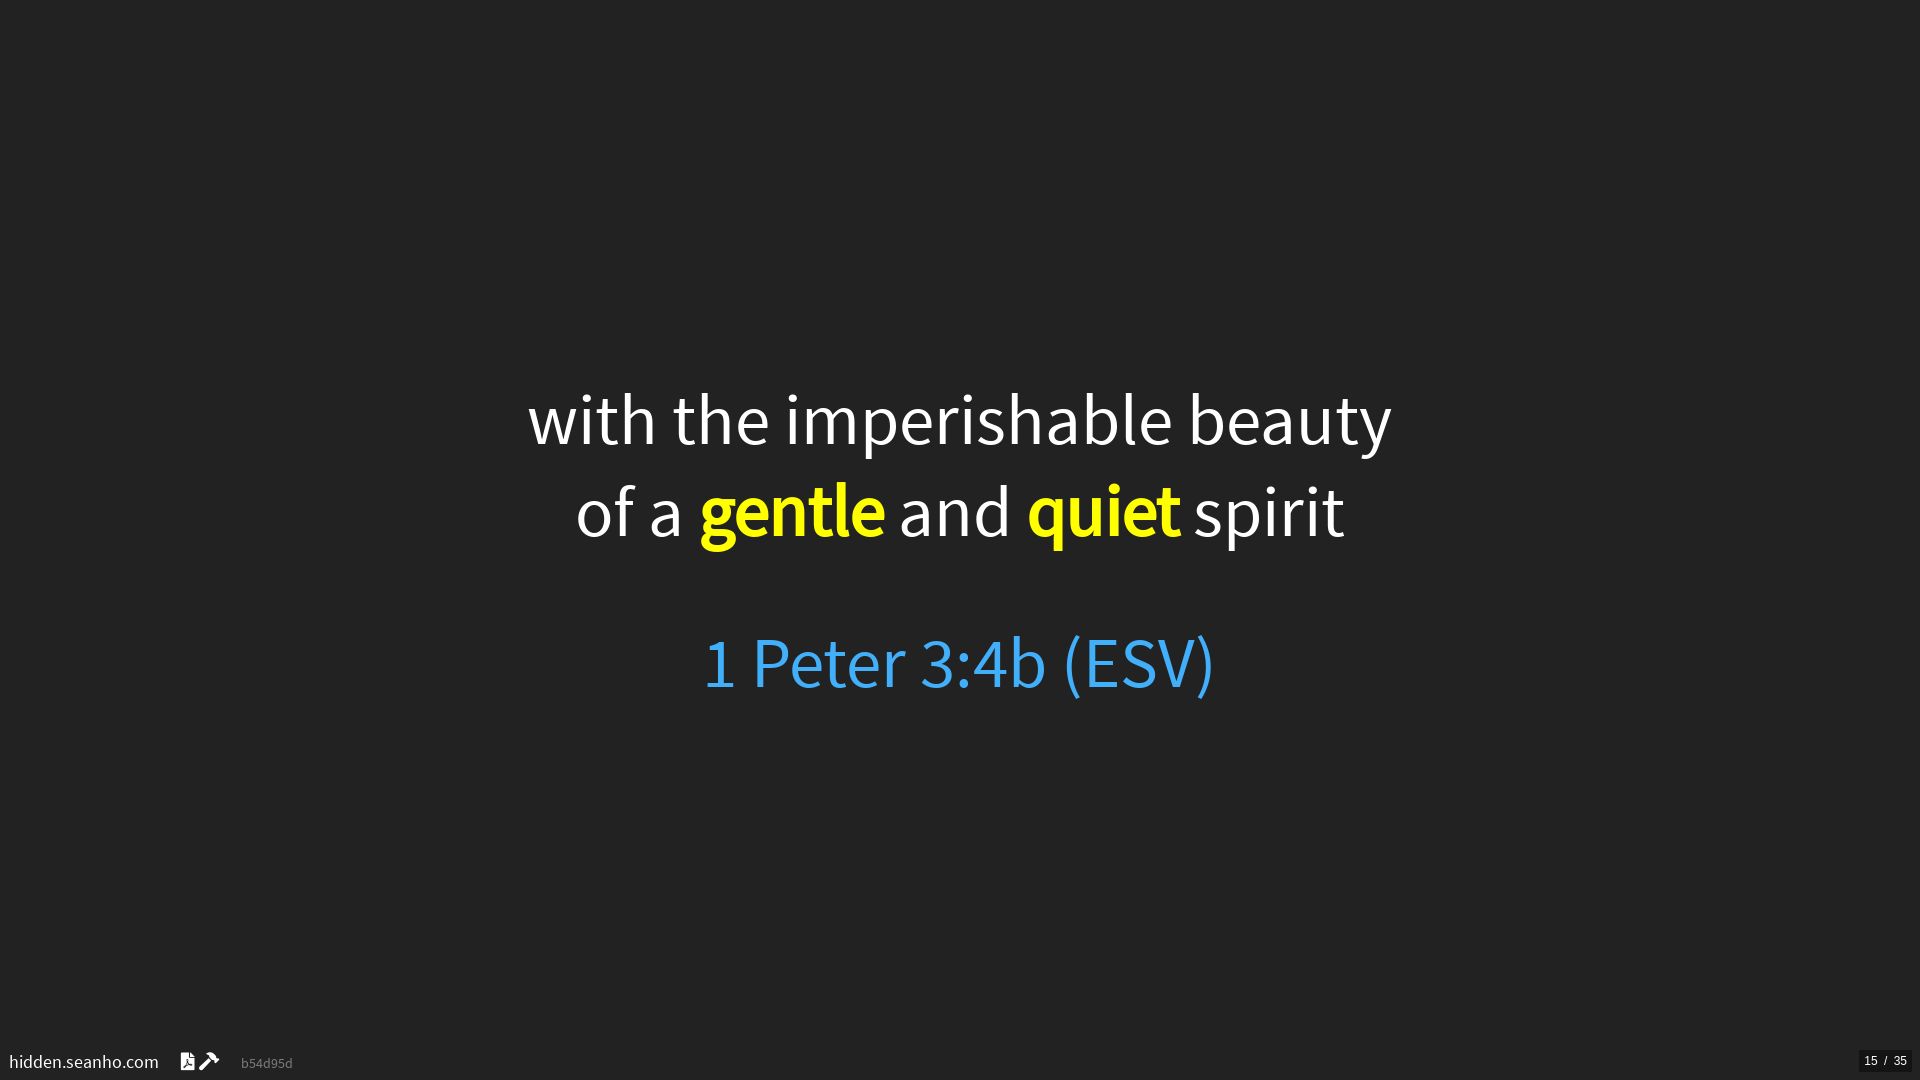 with the imperishable beauty
of a gentle and quiet spirit
1 Peter 3:4b (ESV)
hidden.seanho.com b54d95d
15 / 35